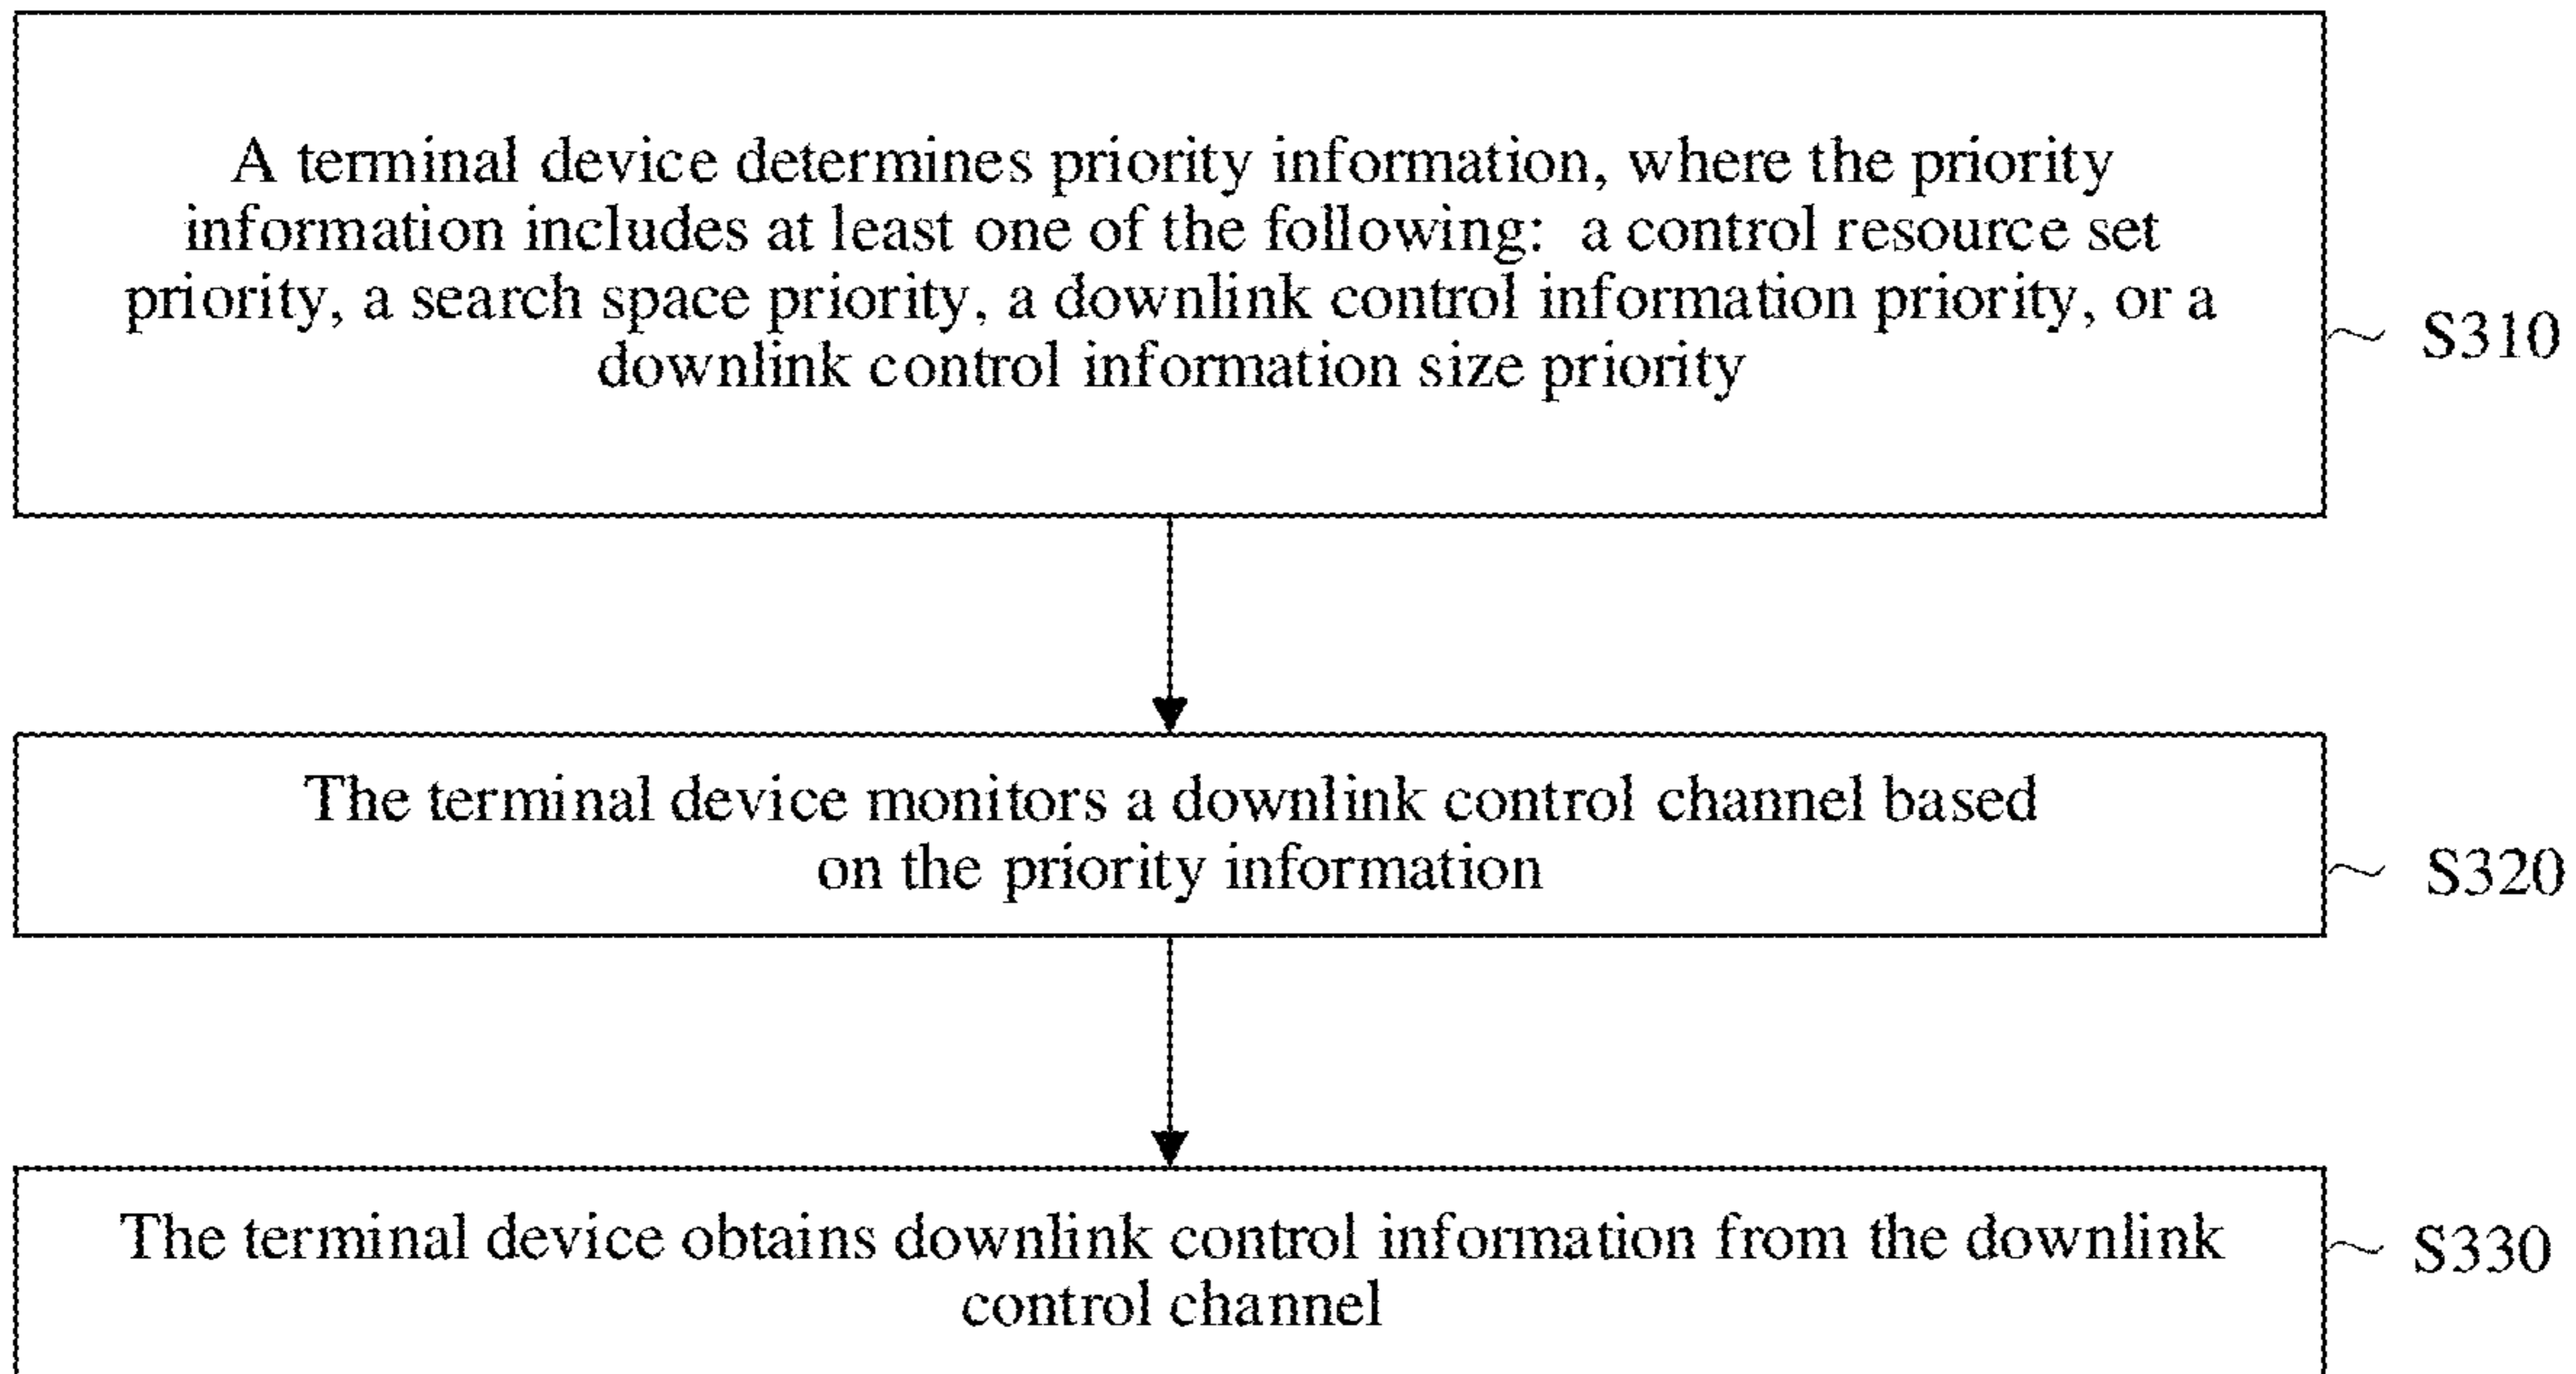 A terminal device determines priority information, where the priority
information includes at least one of the following: a control resource set
priority, a search space priority, a downlink control information priority, or a
downlink control information size priority
S310
The terminal device monitors a downlink control channel based
on the priority information
S320
The terminal device obtains downlink control information from the downlink
control channel
S330